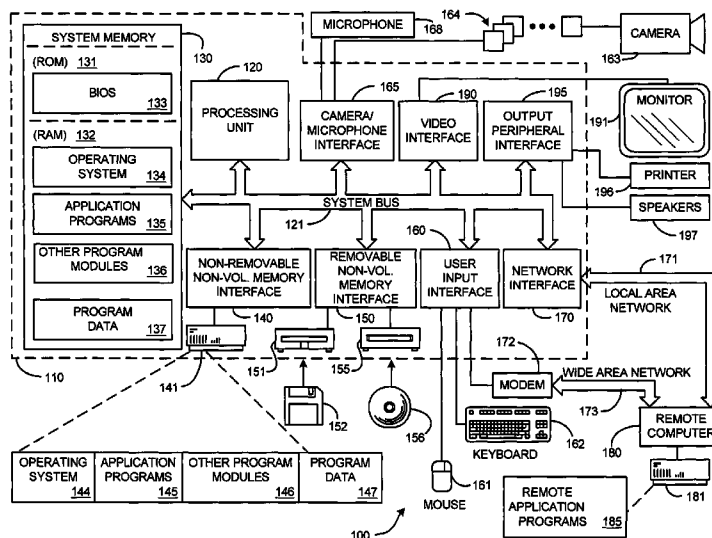 MICROPHONE
168
164
CAMERA
163
SYSTEM MEMORY
130
(ROM) 131
BIOS
133
(RAM) 132
OPERATING
SYSTEM 134
APPLICATION
PROGRAMS 135
OTHER PROGRAM
MODULES 136
PROGRAM
DATA 137
120
PROCESSING
UNIT
165
CAMERA/
MICROPHONE
INTERFACE
190
VIDEO
INTERFACE
195
OUTPUT
PERIPHERAL
INTERFACE
191
MONITOR
PRINTER
196
SPEAKERS
197
SYSTEM BUS
121
NON-REMOVABLE
NON-VOL. MEMORY
INTERFACE
140
REMOVABLE
NON-VOL.
MEMORY
INTERFACE
150
160
USER
INPUT
INTERFACE
NETWORK
INTERFACE
170
171
LOCAL AREA
NETWORK
110
141
151
152
155
156
172
MODEM
WIDE AREA NETWORK
173
KEYBOARD
162
161
MOUSE
REMOTE
COMPUTER
180
181
REMOTE
APPLICATION
PROGRAMS 185
OPERATING
SYSTEM 144
APPLICATION
PROGRAMS 145
OTHER PROGRAM
MODULES 146
PROGRAM
DATA 147
100